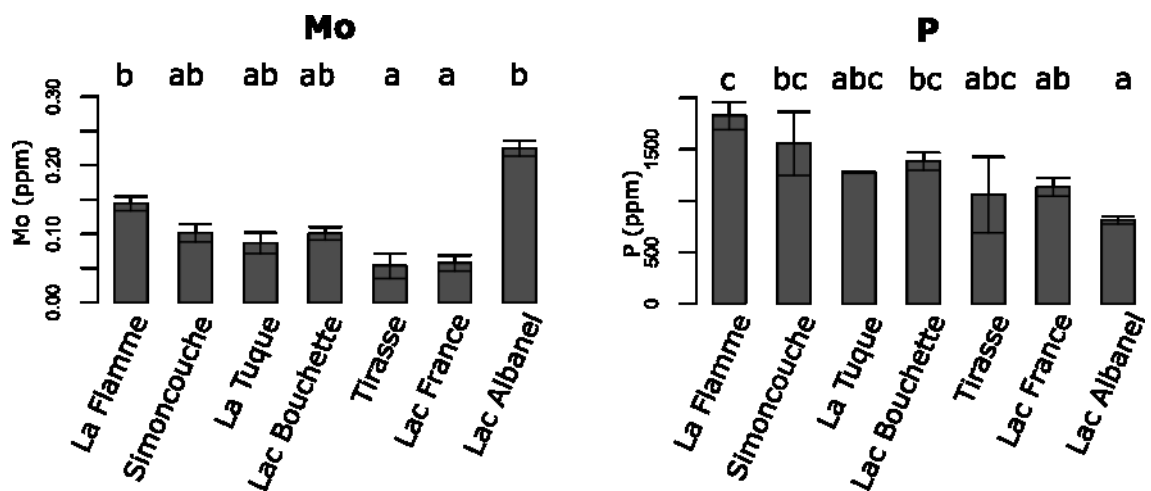 Mo
b ab ab ab a a b
Mo (ppm)
0.30
0.20
0.10
0.00
La Flamme
Simoncouche
La Tuque
Lac Bouchette
Tirasse
Lac France
Lac Albanel
P
c bc abc bc abc ab a
P (ppm)
1500
500
0
La Flamme
Simoncouche
La Tuque
Lac Bouchette
Tirasse
Lac France
Lac Albanel